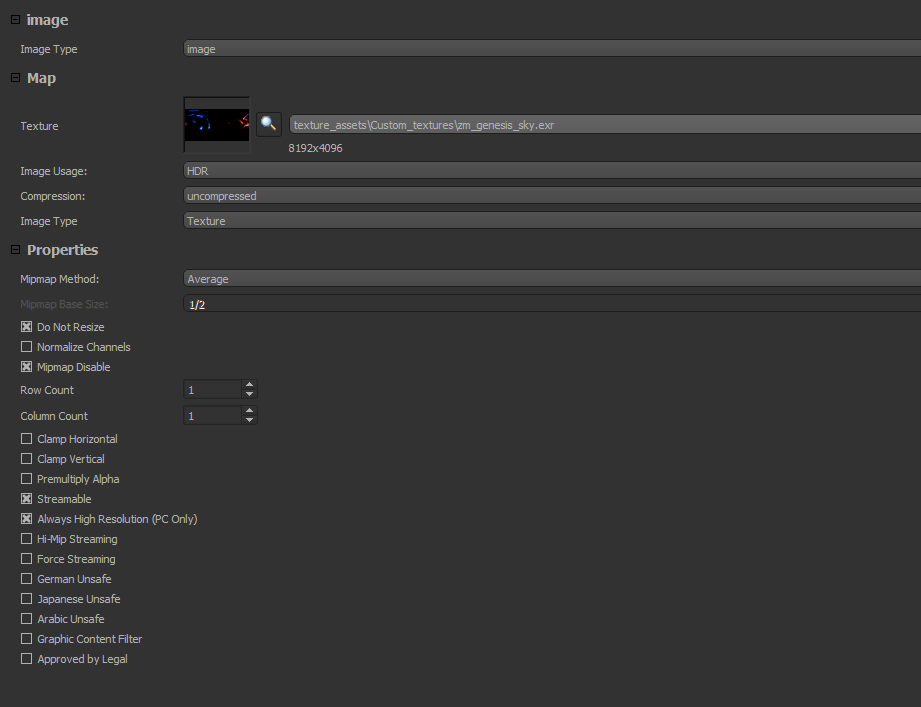 image
Image Type image
Map
Texture texture_assets\Custom_textures\zm_genesis_sky.exr
8192x4096
Image Usage: HDR
Compression: uncompressed
Image Type Texture
Properties
Mipmap Method: Average
Mipmap Base Size: 1/2
Do Not Resize
Normalize Channels
Mipmap Disable
Row Count 1
Column Count 1
Clamp Horizontal
Clamp Vertical
Premultiply Alpha
Streamable
Always High Resolution (PC Only)
Hi-Mip Streaming
Force Streaming
German Unsafe
Japanese Unsafe
Arabic Unsafe
Graphic Content Filter
Approved by Legal